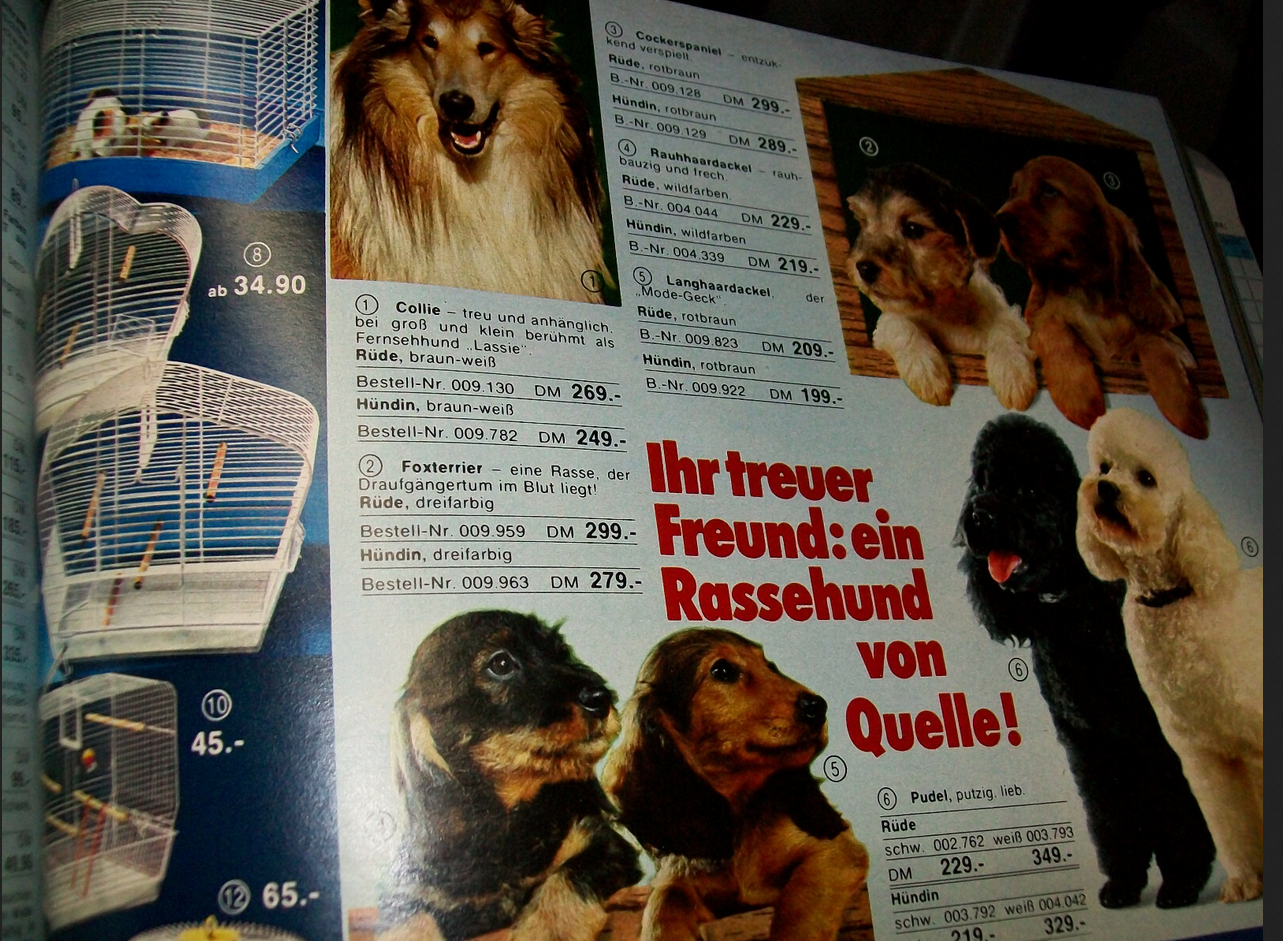 8
ab 34.90
10
45.-
12 65.-
1
1 Collie – treu und anhänglich.
bei groß und klein berühmt als
Fernsehhund „Lassie".
Rüde, braun-weiß
Bestell-Nr. 009.130 DM 269.-
Hündin, braun-weiß
Bestell-Nr. 009.782 DM 249.-
2 Foxterrier – eine Rasse, der
Draufgängertum im Blut liegt!
Rüde, dreifarbig
Bestell-Nr. 009.959 DM 299.-
Hündin, dreifarbig
Bestell-Nr. 009.963 DM 279.-
3 Cockerspaniel – entzük-
kend verspielt.
Rüde, rotbraun
B.-Nr. 009.128 DM 299.-
Hündin, rotbraun
B.-Nr. 009.129 DM 289.-
4 Rauhhaardackel – rauh-
bauzig und frech.
Rüde, wildfarben.
B.-Nr. 004.044 DM 229.-
Hündin, wildfarben
B.-Nr. 004.339 DM 219.-
5 Langhaardackel, der
„Mode-Geck".
Rüde, rotbraun
B.-Nr. 009.823 DM 209.-
Hündin, rotbraun
B.-Nr. 009.922 DM 199.-
2
3
Ihr treuer
Freund: ein
Rassehund
von
Quelle!
6
6
5
6 Pudel, putzig. lieb.
Rüde
schw. 002.762 weiß 003.793
DM 229.- 349.-
Hündin
schw. 003.792 weiß 004.042
219.- 329.-